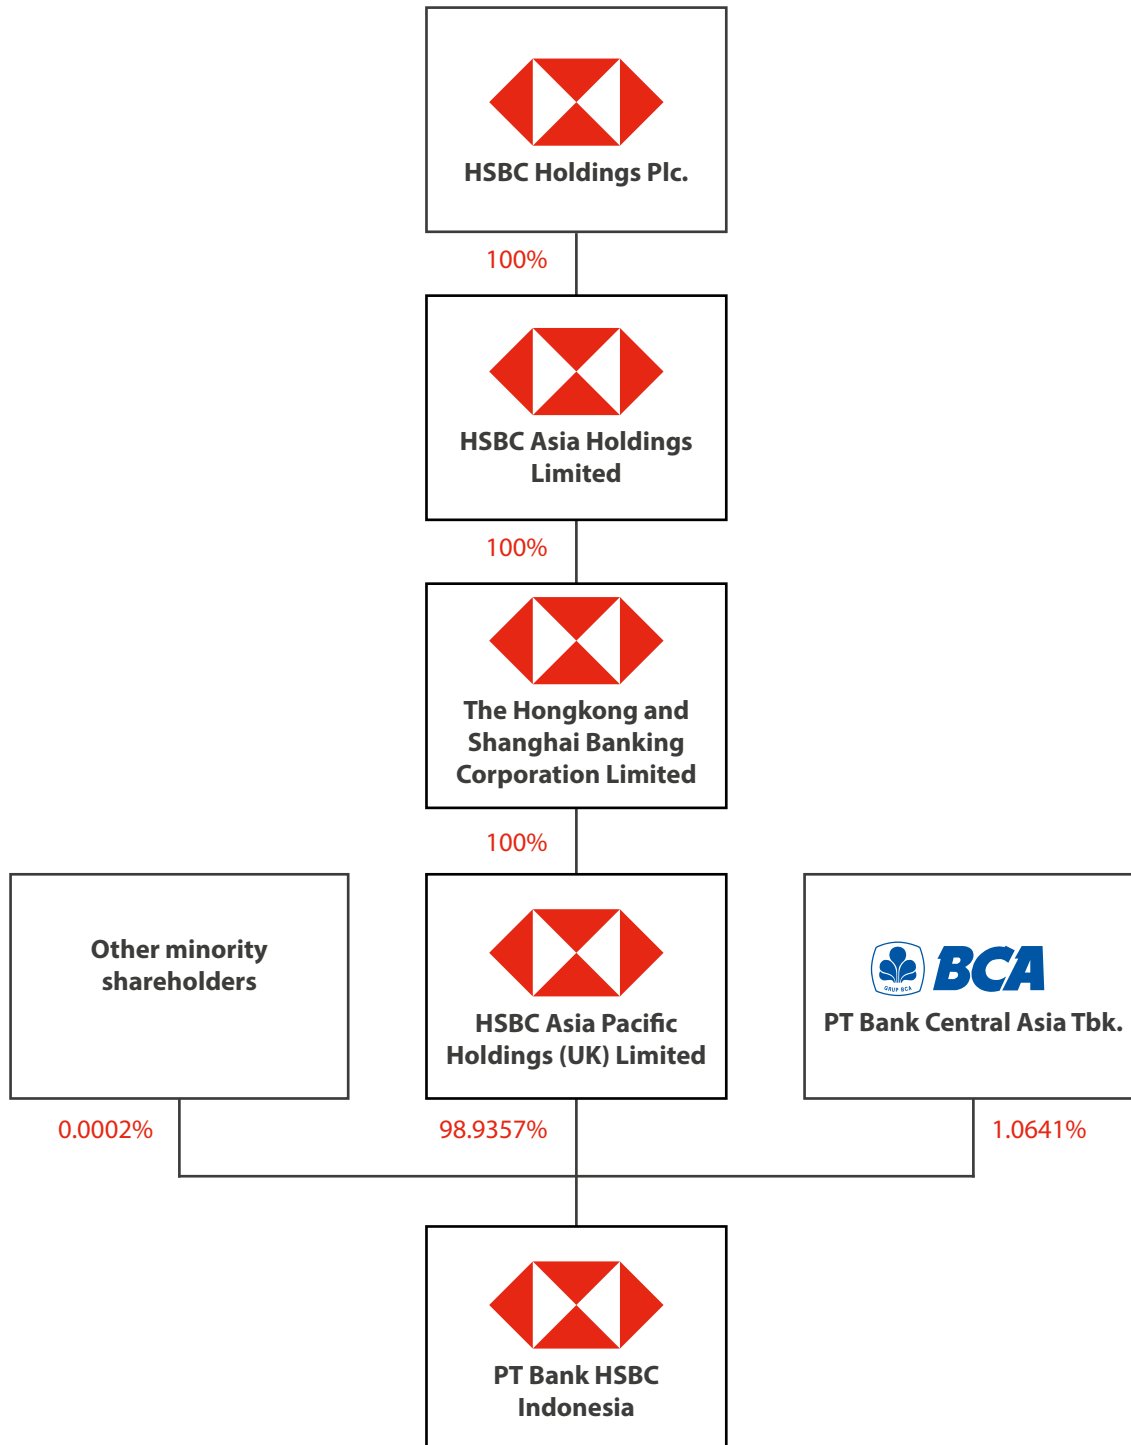 HSBC Holdings Plc.
100%
HSBC Asia Holdings
Limited
100%
The Hongkong and
Shanghai Banking
Corporation Limited
100%
Other minority
shareholders
HSBC Asia Pacific
Holdings (UK) Limited
GRUP BCA
BCA
PT Bank Central Asia Tbk.
0.0002%
98.9357%
1.0641%
PT Bank HSBC
Indonesia